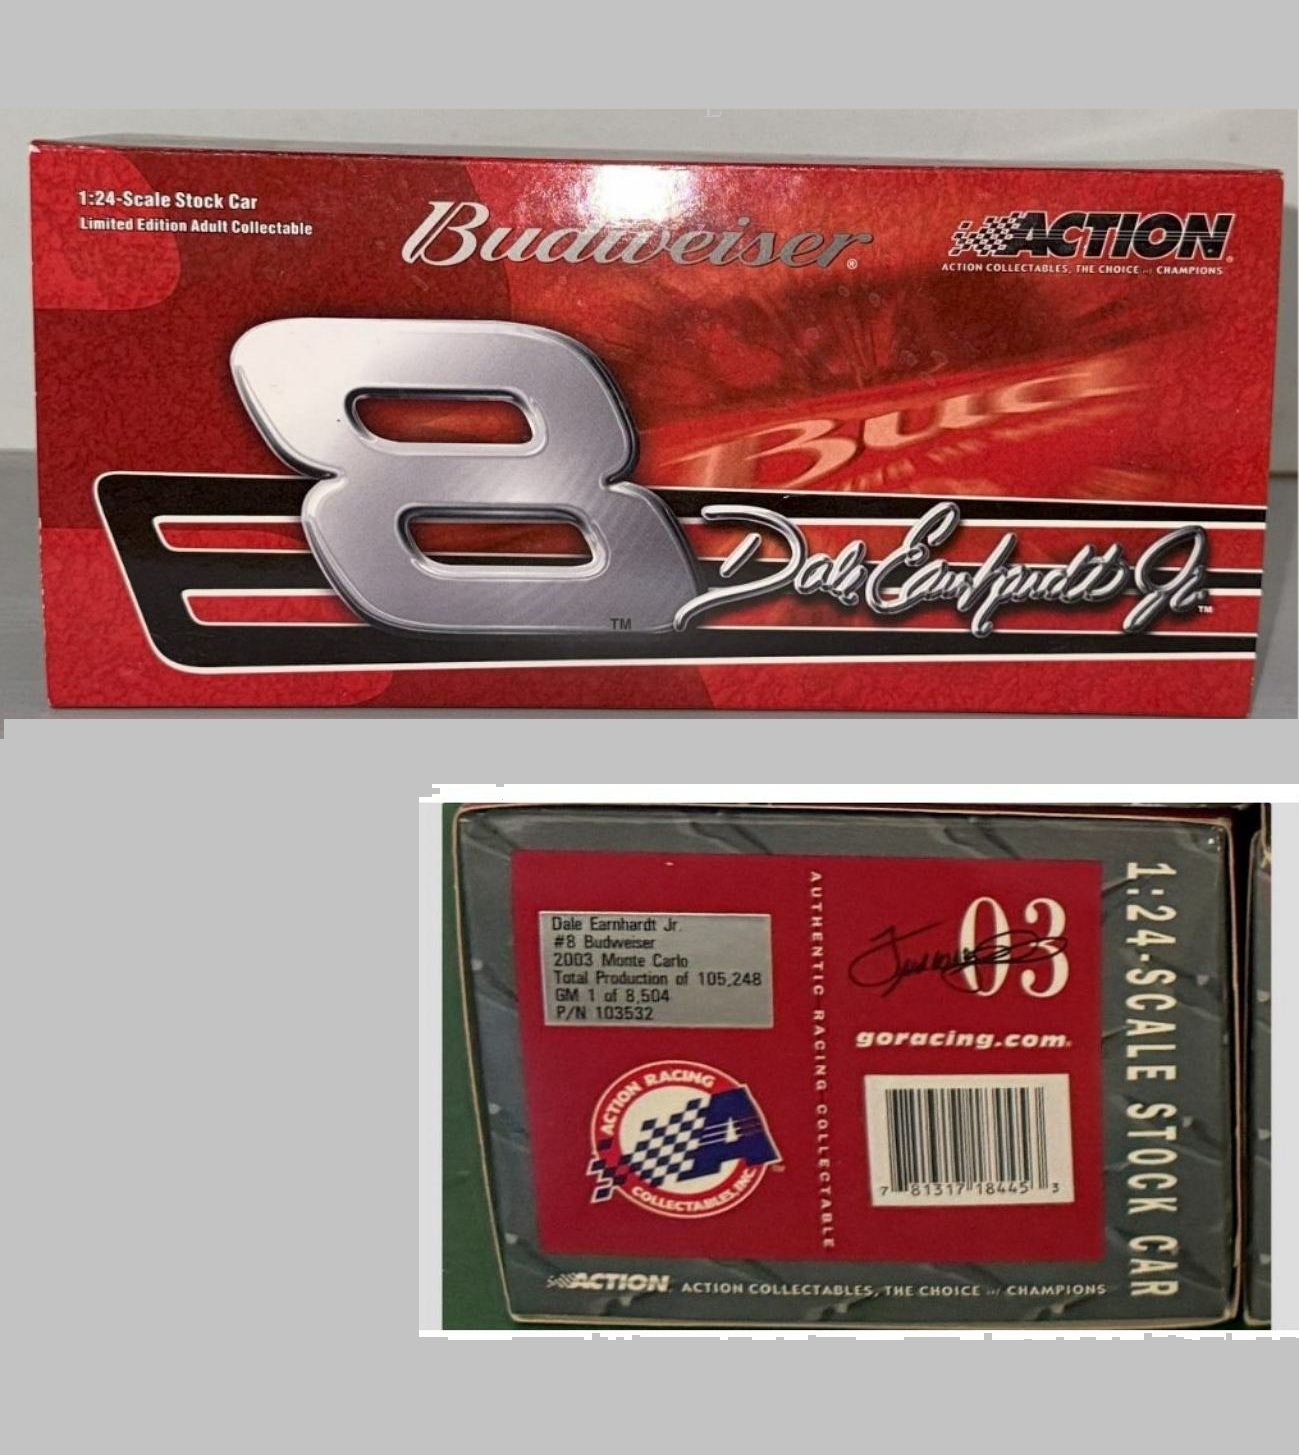 1:24-Scale Stock Car
Limited Edition Adult Collectable
Budweiser®
ACTION®
ACTION COLLECTABLES, THE CHOICE of CHAMPIONS
Bud
8
TM
Dale Earnhardt Jr.
TM
Dale Earnhardt Jr.
#8 Budweiser
2003 Monte Carlo
Total Production of 105,248
GM 1 of 8,504
P/N 103532
ACTION RACING
COLLECTABLES, INC.
TM
AUTHENTIC RACING COLLECTABLE
03
goracing.com
7 81317 18445 3
1:24-SCALE STOCK CAR
ACTION
ACTION COLLECTABLES, THE CHOICE of CHAMPIONS